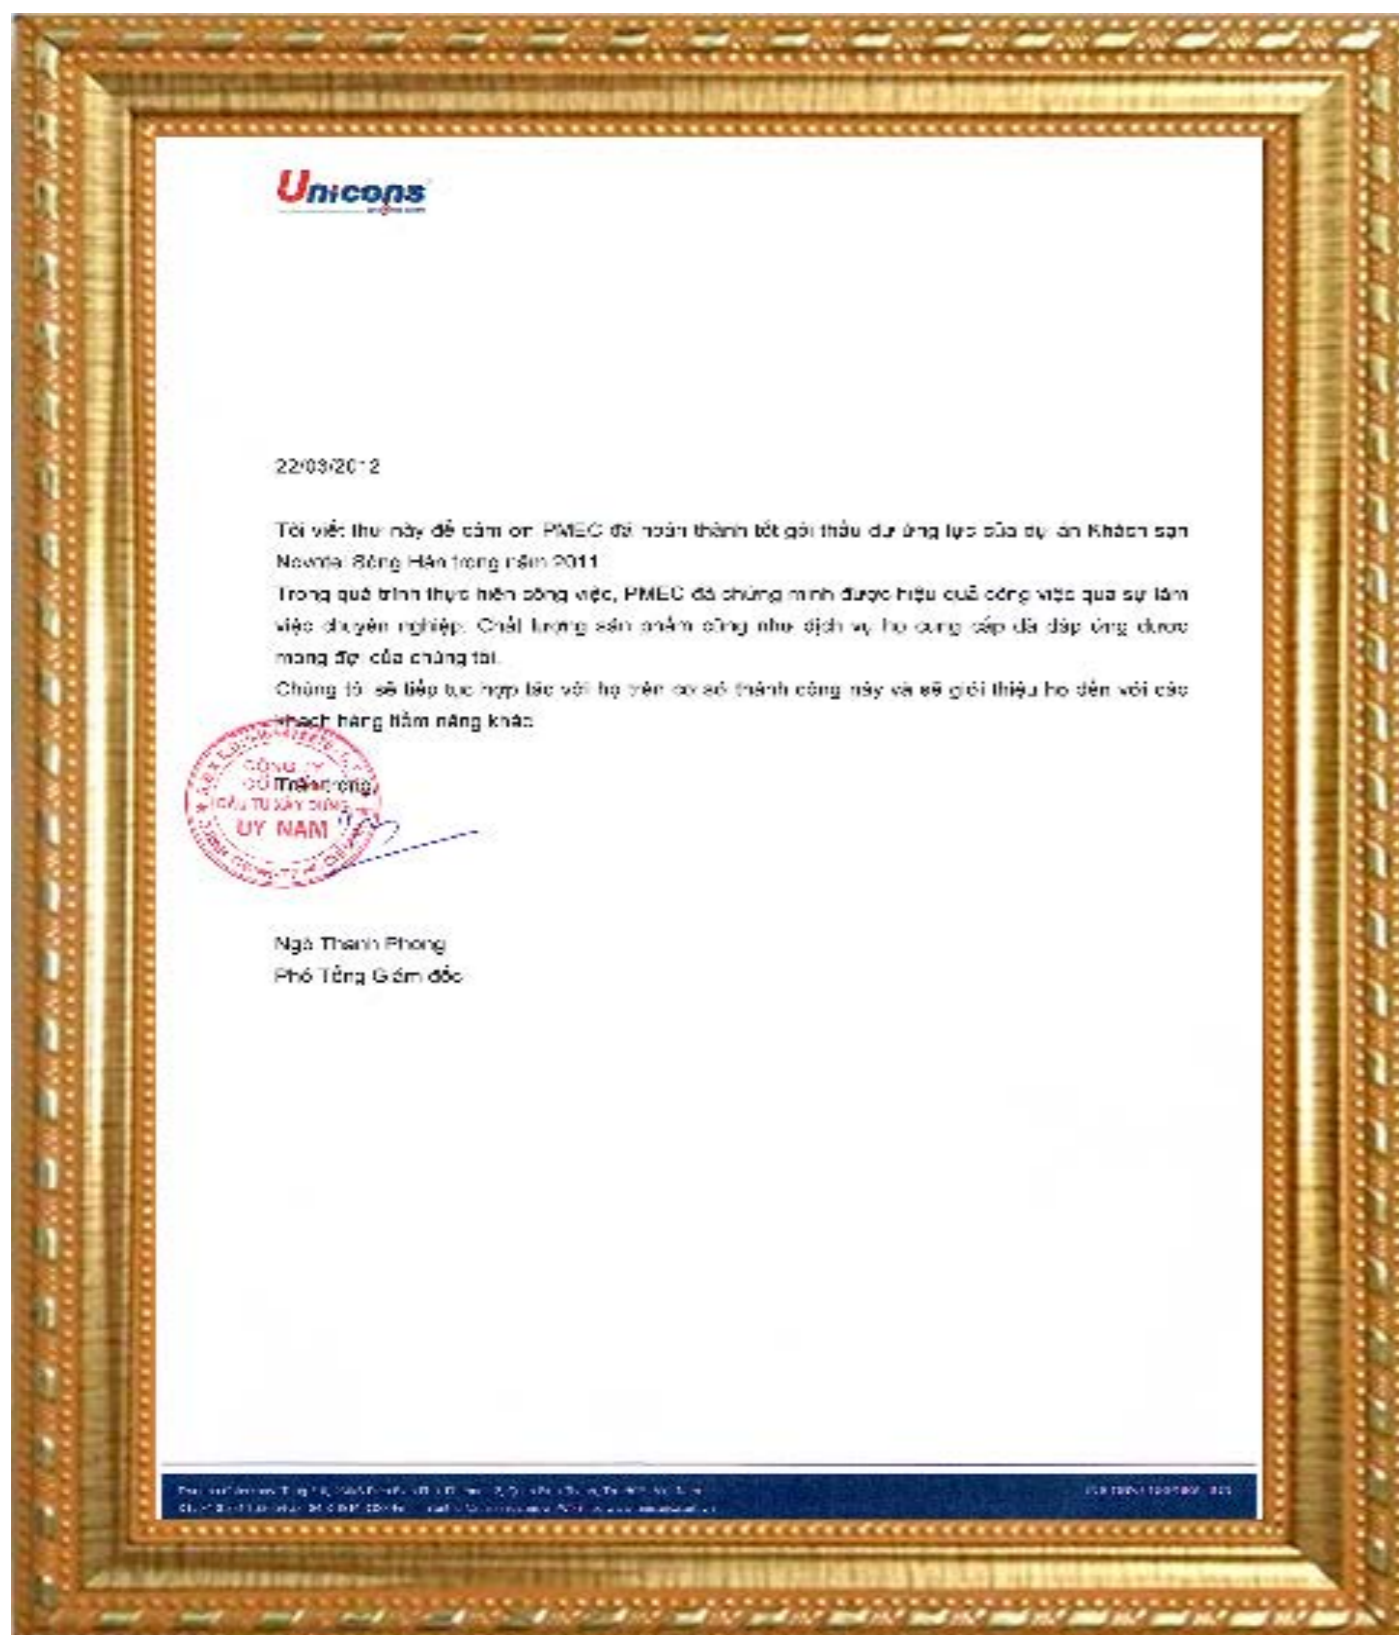 Unicons
22/03/2012
Tôi viết thư này để cám ơn PMEC đã hoàn thành tốt gói thầu dự ứng lực của dự án Khách sạn
Novotel Sông Hàn trong năm 2011
Trong quá trình thực hiện công việc, PMEC đã chứng minh được hiệu quả công việc qua sự làm
việc chuyên nghiệp. Chất lượng sản phẩm cũng như dịch vụ họ cung cấp đã đáp ứng được
mong đợi của chúng tôi.
Chúng tôi sẽ tiếp tục hợp tác với họ trên cơ sở thành công này và sẽ giới thiệu họ đến với các
khách hàng tiềm năng khác
CÔNG TY
CỔ PHẦN
Trân trọng,
ĐẦU TƯ XÂY DỰNG
UY NAM
Ngô Thanh Phong
Phó Tổng Giám đốc